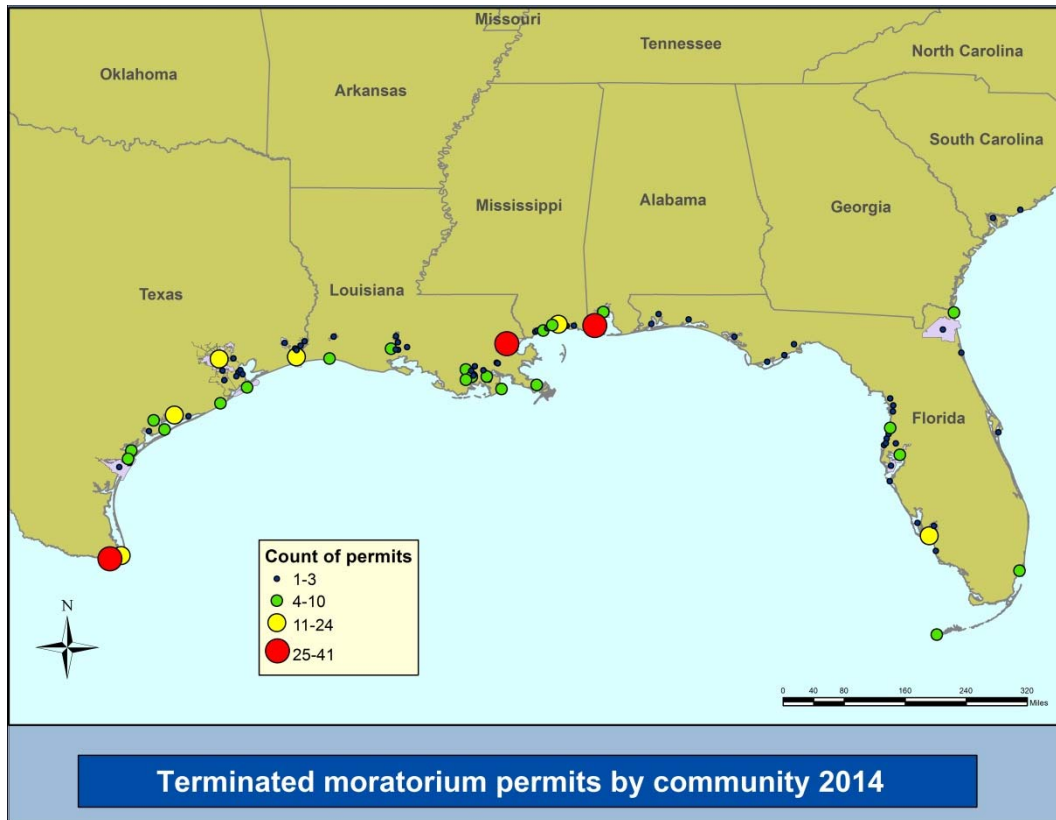 Missouri
Tennessee
North Carolina
Oklahoma
Arkansas
South Carolina
Mississippi
Alabama
Georgia
Texas
Louisiana
Florida
Count of permits
1-3
4-10
11-24
25-41
N
0 40 80 160 240 320
Miles
Terminated moratorium permits by community 2014